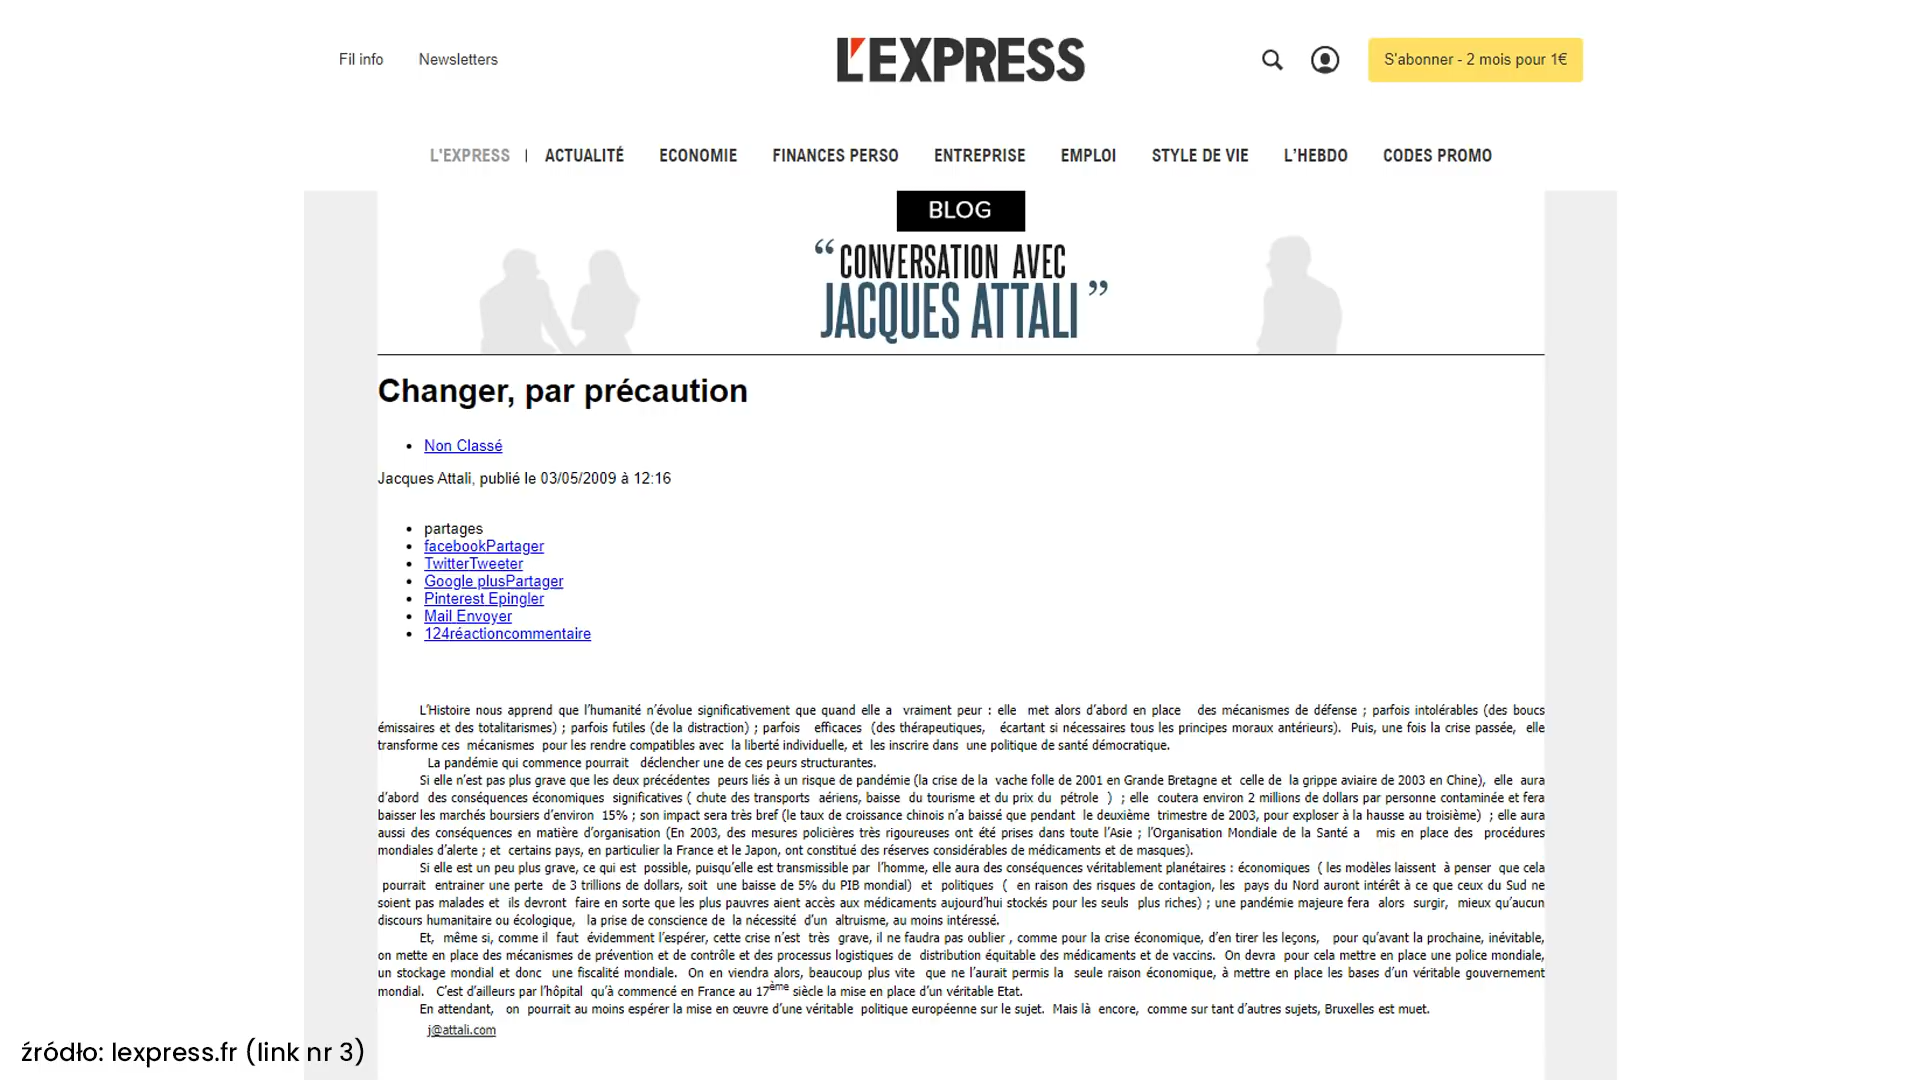 Fil info
Newsletters
L'EXPRESS
S'abonner - 2 mois pour 1€
L'EXPRESS | ACTUALITÉ ECONOMIE FINANCES PERSO ENTREPRISE EMPLOI STYLE DE VIE L'HEBDO CODES PROMO
BLOG
“ CONVERSATION AVEC
JACQUES ATTALI ”
Changer, par précaution
• Non Classé
Jacques Attali, publié le 03/05/2009 à 12:16
• partages
• facebookPartager
• TwitterTweeter
• Google plusPartager
• Pinterest Epingler
• Mail Envoyer
• 124réactioncommentaire
L’Histoire nous apprend que l’humanité n’évolue significativement que quand elle a vraiment peur : elle met alors d’abord en place des mécanismes de défense ; parfois intolérables (des boucs
émissaires et des totalitarismes) ; parfois futiles (de la distraction) ; parfois efficaces (des thérapeutiques, écartant si nécessaires tous les principes moraux antérieurs). Puis, une fois la crise passée, elle
transforme ces mécanismes pour les rendre compatibles avec la liberté individuelle, et les inscrire dans une politique de santé démocratique.
La pandémie qui commence pourrait déclencher une de ces peurs structurantes.
Si elle n’est pas plus grave que les deux précédentes peurs liés à un risque de pandémie (la crise de la vache folle de 2001 en Grande Bretagne et celle de la grippe aviaire de 2003 en Chine), elle aura
d’abord des conséquences économiques significatives ( chute des transports aériens, baisse du tourisme et du prix du pétrole ) ; elle coutera environ 2 millions de dollars par personne contaminée et fera
baisser les marchés boursiers d’environ 15% ; son impact sera très bref (le taux de croissance chinois n’a baissé que pendant le deuxième trimestre de 2003, pour exploser à la hausse au troisième) ; elle aura
aussi des conséquences en matière d’organisation (En 2003, des mesures policières très rigoureuses ont été prises dans toute l’Asie ; l’Organisation Mondiale de la Santé a mis en place des procédures
mondiales d’alerte ; et certains pays, en particulier la France et le Japon, ont constitué des réserves considérables de médicaments et de masques).
Si elle est un peu plus grave, ce qui est possible, puisqu’elle est transmissible par l’homme, elle aura des conséquences véritablement planétaires : économiques ( les modèles laissent à penser que cela
pourrait entrainer une perte de 3 trillions de dollars, soit une baisse de 5% du PIB mondial) et politiques ( en raison des risques de contagion, les pays du Nord auront intérêt à ce que ceux du Sud ne
soient pas malades et ils devront faire en sorte que les plus pauvres aient accès aux médicaments aujourd’hui stockés pour les seuls plus riches) ; une pandémie majeure fera alors surgir, mieux qu’aucun
discours humanitaire ou écologique, la prise de conscience de la nécessité d’un altruisme, au moins intéressé.
Et, même si, comme il faut évidemment l’espérer, cette crise n’est très grave, il ne faudra pas oublier , comme pour la crise économique, d’en tirer les leçons, pour qu’avant la prochaine, inévitable,
on mette en place des mécanismes de prévention et de contrôle et des processus logistiques de distribution équitable des médicaments et de vaccins. On devra pour cela mettre en place une police mondiale,
un stockage mondial et donc une fiscalité mondiale. On en viendra alors, beaucoup plus vite que ne l’aurait permis la seule raison économique, à mettre en place les bases d’un véritable gouvernement
mondial. C’est d’ailleurs par l’hôpital qu’à commencé en France au 17ème siècle la mise en place d’un véritable Etat.
En attendant, on pourrait au moins espérer la mise en œuvre d’une véritable politique européenne sur le sujet. Mais là encore, comme sur tant d’autres sujets, Bruxelles est muet.
j@attali.com
źródło: lexpress.fr (link nr 3)